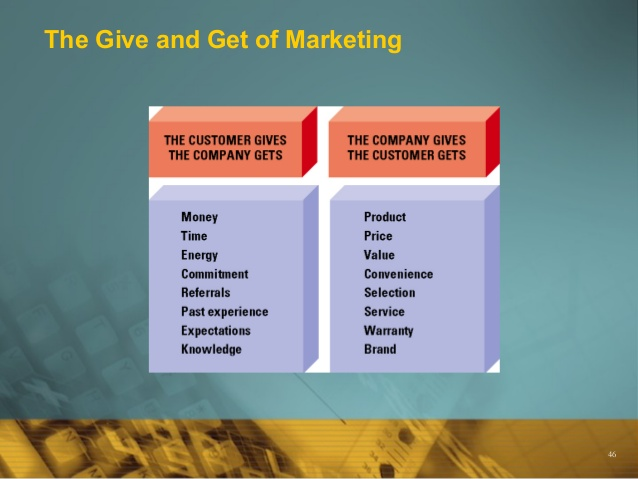 The Give and Get of Marketing
THE CUSTOMER GIVES
THE COMPANY GETS
Money
Time
Energy
Commitment
Referrals
Past experience
Expectations
Knowledge
THE COMPANY GIVES
THE CUSTOMER GETS
Product
Price
Value
Convenience
Selection
Service
Warranty
Brand
46